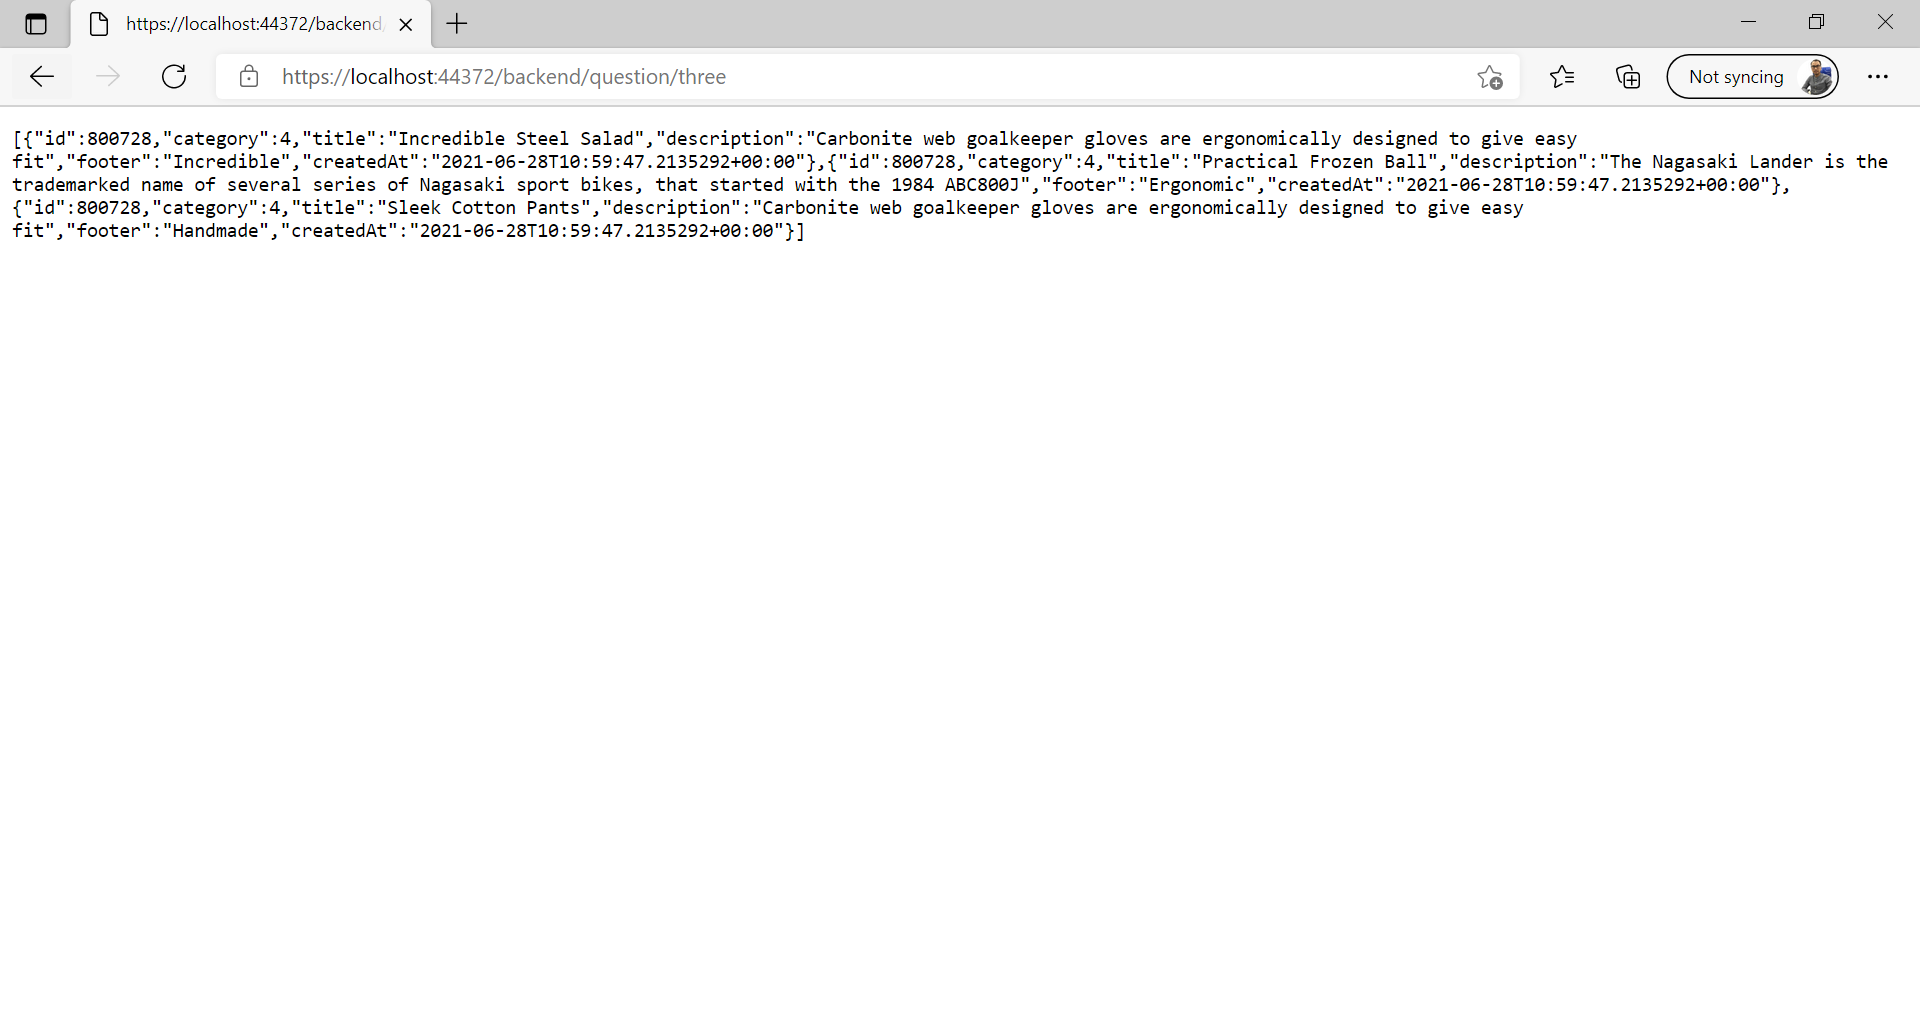 https://localhost:44372/backend
https://localhost:44372/backend/question/three
Not syncing
[{"id":800728,"category":4,"title":"Incredible Steel Salad","description":"Carbonite web goalkeeper gloves are ergonomically designed to give easy
fit","footer":"Incredible","createdAt":"2021-06-28T10:59:47.2135292+00:00"},{"id":800728,"category":4,"title":"Practical Frozen Ball","description":"The Nagasaki Lander is the
trademarked name of several series of Nagasaki sport bikes, that started with the 1984 ABC800J","footer":"Ergonomic","createdAt":"2021-06-28T10:59:47.2135292+00:00"},
{"id":800728,"category":4,"title":"Sleek Cotton Pants","description":"Carbonite web goalkeeper gloves are ergonomically designed to give easy
fit","footer":"Handmade","createdAt":"2021-06-28T10:59:47.2135292+00:00"}]